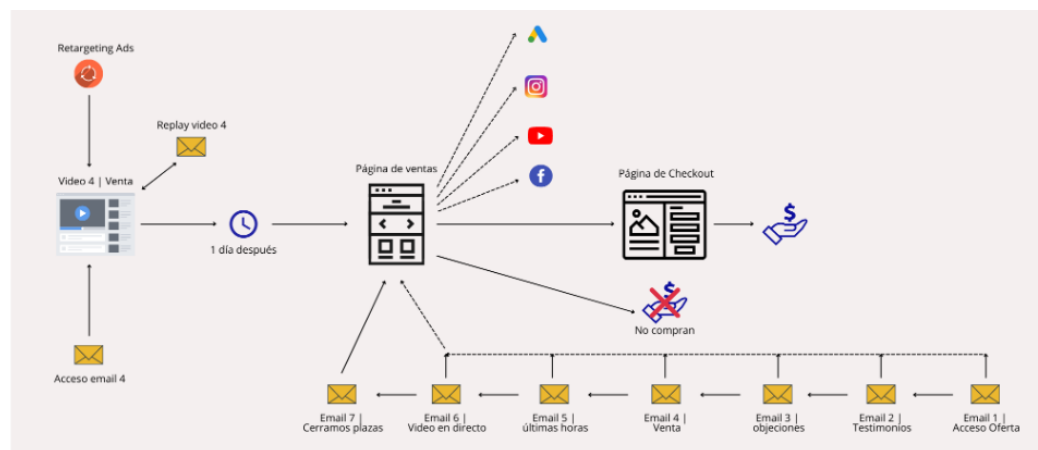 Retargeting Ads
Replay video 4
Video 4 | Venta
Página de ventas
Página de Checkout
1 día después
No compran
Acceso email 4
Email 7 |
Cerramos plazas
Email 6 |
Video en directo
Email 5 |
últimas horas
Email 4 |
Venta
Email 3 |
objeciones
Email 2 |
Testimonios
Email 1 |
Acceso Oferta